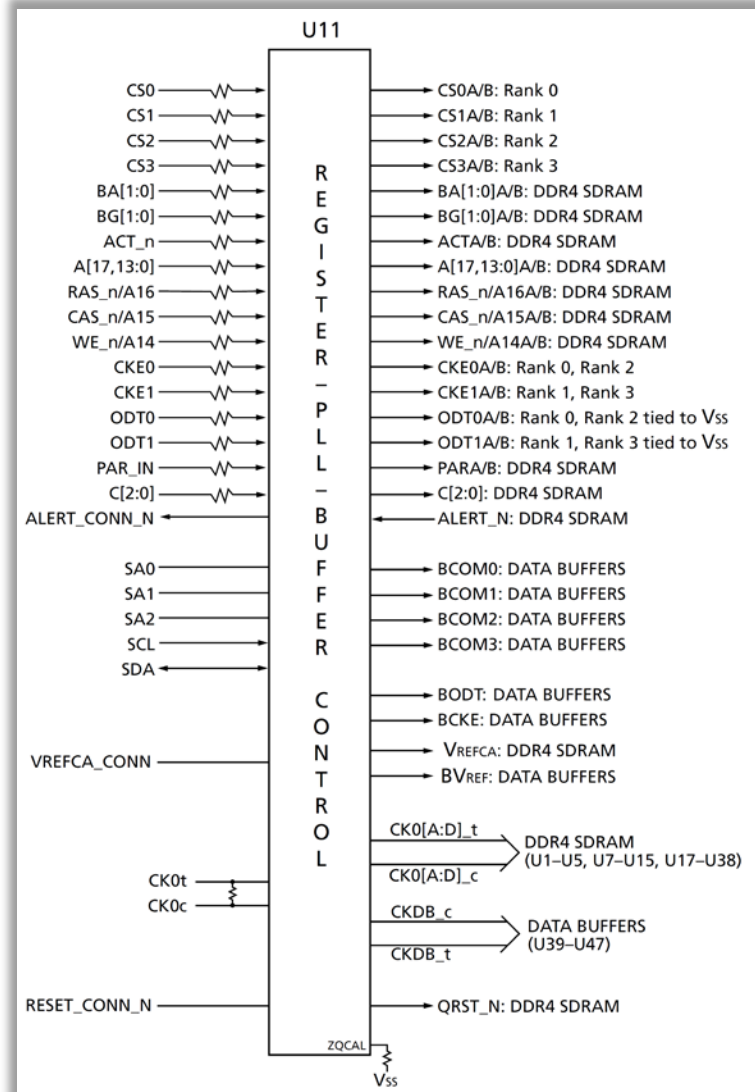 U11
CS0
CS1
CS2
CS3
BA[1:0]
BG[1:0]
ACT_n
A[17,13:0]
RAS_n/A16
CAS_n/A15
WE_n/A14
CKE0
CKE1
ODT0
ODT1
PAR_IN
C[2:0]
ALERT_CONN_N
SA0
SA1
SA2
SCL
SDA
VREFCA_CONN
CK0t
CK0c
RESET_CONN_N
REGISTER–PLL–BUFFER CONTROL
CS0A/B: Rank 0
CS1A/B: Rank 1
CS2A/B: Rank 2
CS3A/B: Rank 3
BA[1:0]A/B: DDR4 SDRAM
BG[1:0]A/B: DDR4 SDRAM
ACTA/B: DDR4 SDRAM
A[17,13:0]A/B: DDR4 SDRAM
RAS_n/A16A/B: DDR4 SDRAM
CAS_n/A15A/B: DDR4 SDRAM
WE_n/A14A/B: DDR4 SDRAM
CKE0A/B: Rank 0, Rank 2
CKE1A/B: Rank 1, Rank 3
ODT0A/B: Rank 0, Rank 2 tied to VSS
ODT1A/B: Rank 1, Rank 3 tied to VSS
PARA/B: DDR4 SDRAM
C[2:0]: DDR4 SDRAM
ALERT_N: DDR4 SDRAM
BCOM0: DATA BUFFERS
BCOM1: DATA BUFFERS
BCOM2: DATA BUFFERS
BCOM3: DATA BUFFERS
BODT: DATA BUFFERS
BCKE: DATA BUFFERS
VREFCA: DDR4 SDRAM
BVREF: DATA BUFFERS
CK0[A:D]_t
CK0[A:D]_c
DDR4 SDRAM
(U1–U5, U7–U15, U17–U38)
CKDB_c
CKDB_t
DATA BUFFERS
(U39–U47)
QRST_N: DDR4 SDRAM
ZQCAL
VSS